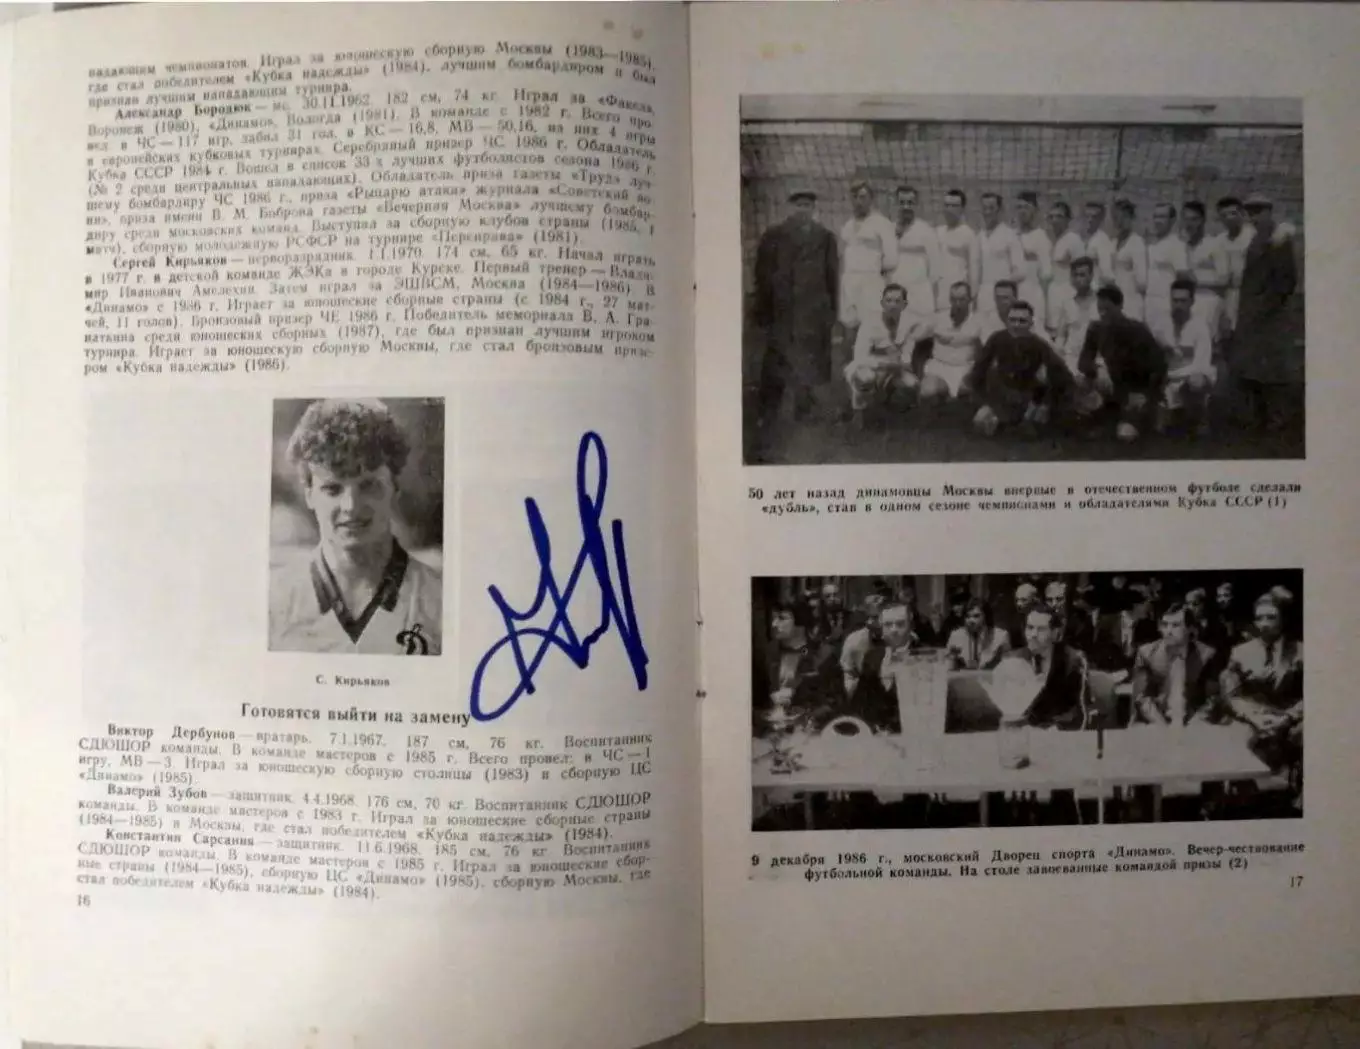 падающим чемпионатов. Играл за юношескую сборную Москвы (1983—1985),
где стал победителем «Кубка надежды» (1984), лучшим бомбардиром и был
признан лучшим нападающим турнира.
Александр Бородюк — мс. 30.11.1962. 182 см, 74 кг. Играл за «Факел»,
Воронеж (1980), «Динамо», Вологда (1981). В команде с 1982 г. Всего про-
вел в ЧС — 117 игр, забил 31 гол, в КС — 16,8, МВ — 50,16, из них 4 игры
в европейских кубковых турнирах. Серебряный призер ЧС 1986 г. Обладатель
Кубка СССР 1984 г. Вошел в список 33-х лучших футболистов сезона 1986 г.
(№ 2 среди центральных нападающих). Обладатель приза газеты «Труд» луч-
шему бомбардиру ЧС 1986 г., приза «Рыцарю атаки» журнала «Советский во-
ин», приза имени В. М. Боброва газеты «Вечерняя Москва» лучшему бомбар-
диру среди московских команд. Выступал за сборную клубов страны (1985, 1
матч), сборную молодежную РСФСР на турнире «Переправа» (1981).
Сергей Кирьяков — перворазрядник. 1.1.1970. 174 см, 65 кг. Начал играть
в 1977 г. в детской команде ЖЭКа в городе Курске. Первый тренер — Влади-
мир Иванович Амелехин. Затем играл за ЭШВСМ, Москва (1984—1986). В
«Динамо» с 1986 г. Играет за юношеские сборные страны (с 1984 г., 27 мат-
чей, 11 голов). Бронзовый призер ЧЕ 1986 г. Победитель мемориала В. А. Гра-
наткина среди юношеских сборных (1987), где был признан лучшим игроком
турнира. Играет за юношескую сборную Москвы, где стал бронзовым призе-
ром «Кубка надежды» (1986).
С. Кирьяков
Готовятся выйти на замену
Виктор Дербунов — вратарь. 7.1.1967. 187 см, 76 кг. Воспитанник
СДЮШОР команды. В команде мастеров с 1985 г. Всего провел: в ЧС — 1
игру, МВ — 3. Играл за юношескую сборную столицы (1983) и сборную ЦС
«Динамо» (1985).
Валерий Зубов — защитник. 4.4.1968. 176 см, 70 кг. Воспитанник СДЮШОР
команды. В команде мастеров с 1983 г. Играл за юношеские сборные страны
(1984—1985) и Москвы, где стал победителем «Кубка надежды» (1984).
Константин Сарсания — защитник. 11.6.1968. 185 см, 76 кг. Воспитанник
СДЮШОР команды. В команде мастеров с 1985 г. Играл за юношеские сбор-
ные страны (1984—1985), сборную ЦС «Динамо» (1985), сборную Москвы, где
стал победителем «Кубка надежды» (1984).
16
50 лет назад динамовцы Москвы впервые в отечественном футболе сделали
«дубль», став в одном сезоне чемпионами и обладателями Кубка СССР (1)
9 декабря 1986 г., московский Дворец спорта «Динамо». Вечер-чествование
футбольной команды. На столе завоеванные командой призы (2)
17